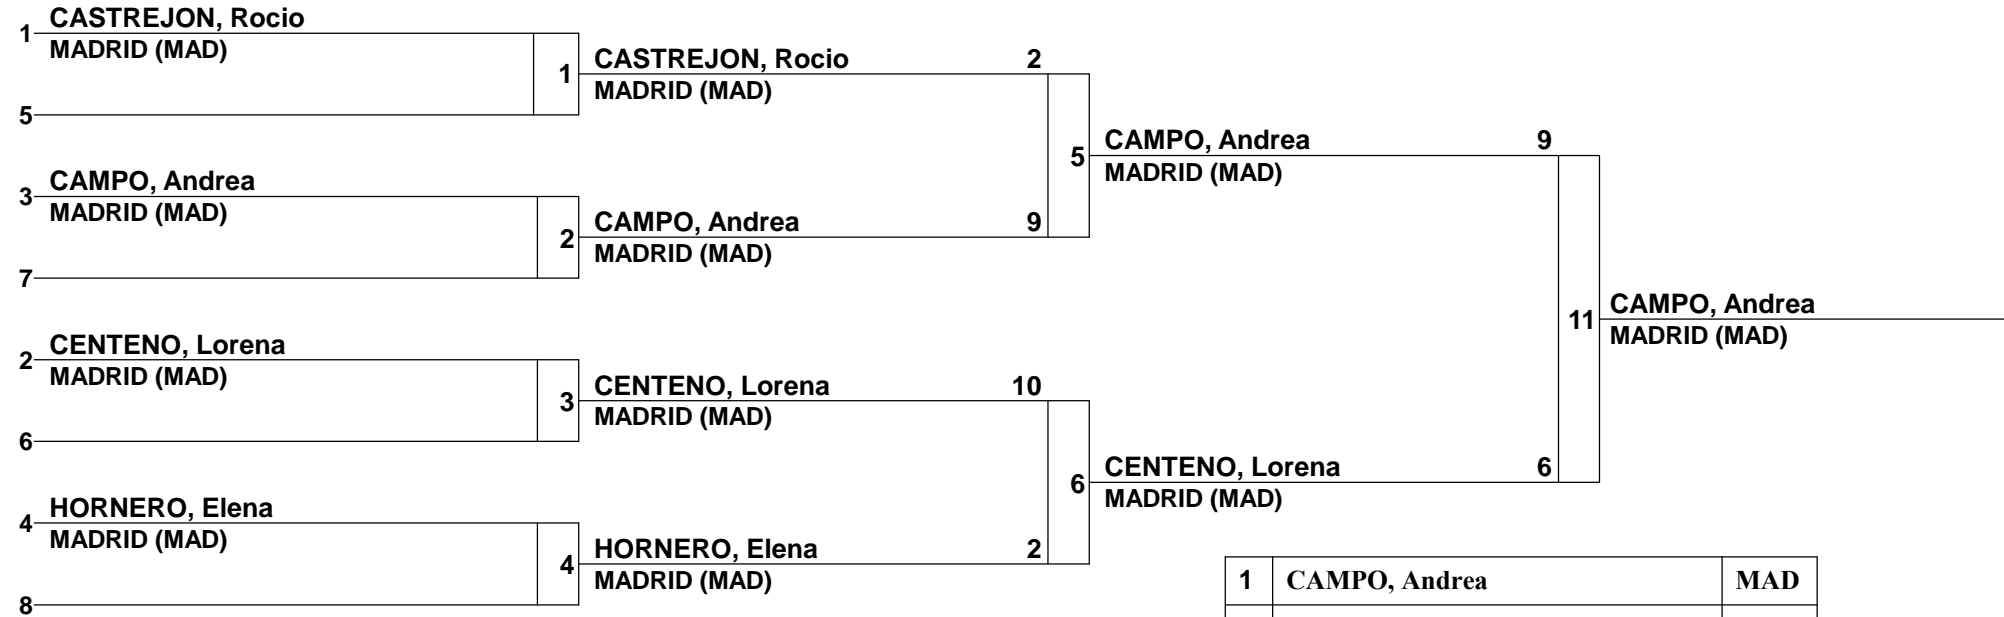 1 CASTREJON, Rocio
MADRID (MAD)
5
3 CAMPO, Andrea
MADRID (MAD)
7
2 CENTENO, Lorena
MADRID (MAD)
6
4 HORNERO, Elena
MADRID (MAD)
8
1 CASTREJON, Rocio 2
MADRID (MAD)
2 CAMPO, Andrea 9
MADRID (MAD)
3 CENTENO, Lorena 10
MADRID (MAD)
4 HORNERO, Elena 2
MADRID (MAD)
5 CAMPO, Andrea 9
MADRID (MAD)
6 CENTENO, Lorena 6
MADRID (MAD)
11 CAMPO, Andrea
MADRID (MAD)
1 CAMPO, Andrea MAD